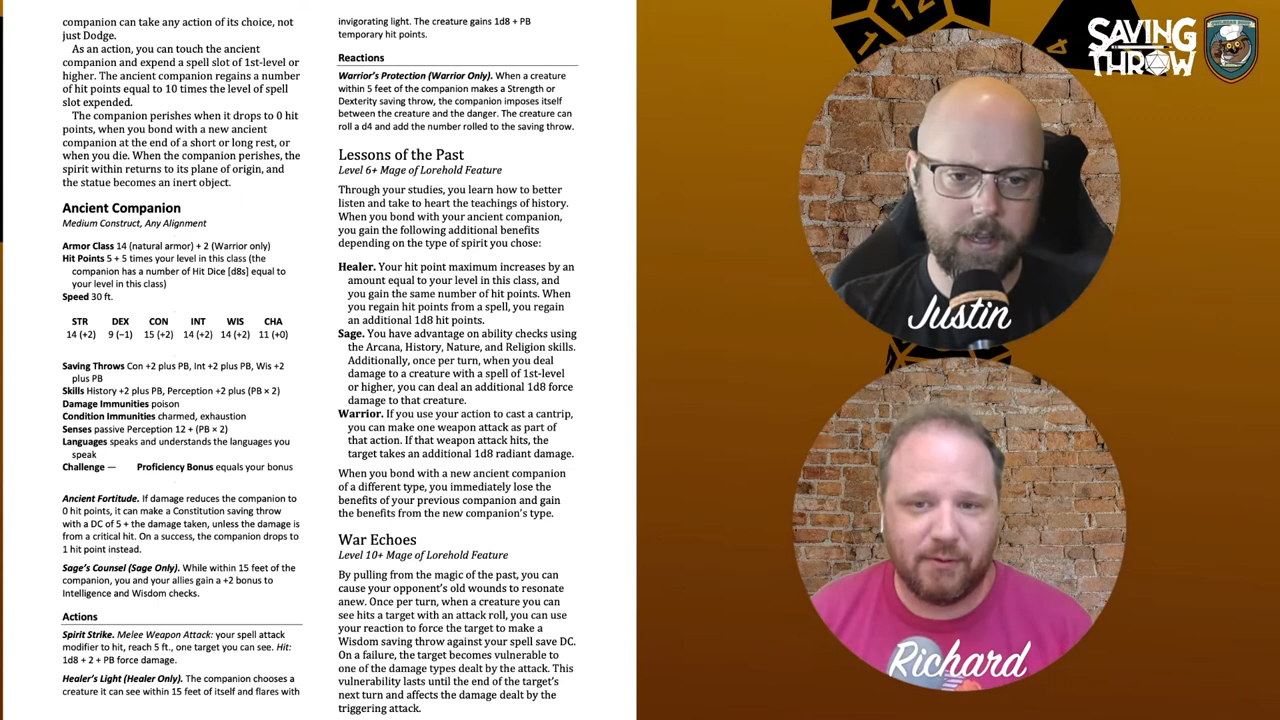 companion can take any action of its choice, not
just Dodge.
As an action, you can touch the ancient
companion and expend a spell slot of 1st-level or
higher. The ancient companion regains a number
of hit points equal to 10 times the level of spell
slot expended.
The companion perishes when it drops to 0 hit
points, when you bond with a new ancient
companion at the end of a short or long rest, or
when you die. When the companion perishes, the
spirit within returns to its plane of origin, and
the statue becomes an inert object.
Ancient Companion
Medium Construct, Any Alignment
Armor Class 14 (natural armor) + 2 (Warrior only)
Hit Points 5 + 5 times your level in this class (the
companion has a number of Hit Dice [d8s] equal to
your level in this class)
Speed 30 ft.
STR DEX CON INT WIS CHA
14 (+2) 9 (−1) 15 (+2) 14 (+2) 14 (+2) 11 (+0)
Saving Throws Con +2 plus PB, Int +2 plus PB, Wis +2
plus PB
Skills History +2 plus PB, Perception +2 plus (PB × 2)
Damage Immunities poison
Condition Immunities charmed, exhaustion
Senses passive Perception 12 + (PB × 2)
Languages speaks and understands the languages you
speak
Challenge — Proficiency Bonus equals your bonus
Ancient Fortitude. If damage reduces the companion to
0 hit points, it can make a Constitution saving throw
with a DC of 5 + the damage taken, unless the damage is
from a critical hit. On a success, the companion drops to
1 hit point instead.
Sage's Counsel (Sage Only). While within 15 feet of the
companion, you and your allies gain a +2 bonus to
Intelligence and Wisdom checks.
Actions
Spirit Strike. Melee Weapon Attack: your spell attack
modifier to hit, reach 5 ft., one target you can see. Hit:
1d8 + 2 + PB force damage.
Healer's Light (Healer Only). The companion chooses a
creature it can see within 15 feet of itself and flares with
invigorating light. The creature gains 1d8 + PB
temporary hit points.
Reactions
Warrior's Protection (Warrior Only). When a creature
within 5 feet of the companion makes a Strength or
Dexterity saving throw, the companion imposes itself
between the creature and the danger. The creature can
roll a d4 and add the number rolled to the saving throw.
Lessons of the Past
Level 6+ Mage of Lorehold Feature
Through your studies, you learn how to better
listen and take to heart the teachings of history.
When you bond with your ancient companion,
you gain the following additional benefits
depending on the type of spirit you chose:
Healer. Your hit point maximum increases by an
amount equal to your level in this class, and
you gain the same number of hit points. When
you regain hit points from a spell, you regain
an additional 1d8 hit points.
Sage. You have advantage on ability checks using
the Arcana, History, Nature, and Religion skills.
Additionally, once per turn, when you deal
damage to a creature with a spell of 1st-level
or higher, you can deal an additional 1d8 force
damage to that creature.
Warrior. If you use your action to cast a cantrip,
you can make one weapon attack as part of
that action. If that weapon attack hits, the
target takes an additional 1d8 radiant damage.
When you bond with a new ancient companion
of a different type, you immediately lose the
benefits of your previous companion and gain
the benefits from the new companion's type.
War Echoes
Level 10+ Mage of Lorehold Feature
By pulling from the magic of the past, you can
cause your opponent's old wounds to resonate
anew. Once per turn, when a creature you can
see hits a target with an attack roll, you can use
your reaction to force the target to make a
Wisdom saving throw against your spell save DC.
On a failure, the target becomes vulnerable to
one of the damage types dealt by the attack. This
vulnerability lasts until the end of the target's
next turn and affects the damage dealt by the
triggering attack.
12
4
SAVING
THROW
Justin
Richard